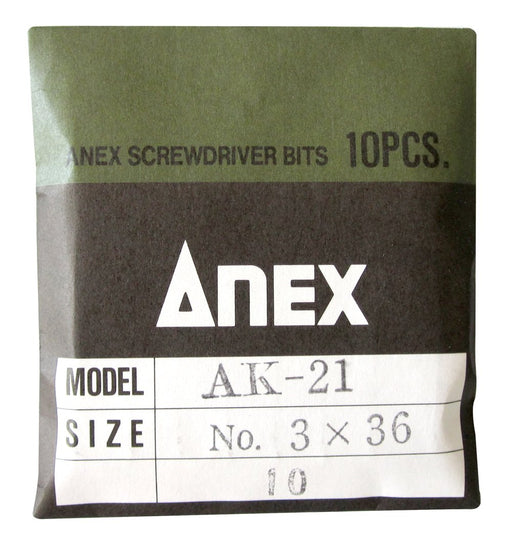 ANEX SCREWDRIVER BITS 10PCS.
ANEX
MODEL AK-21
SIZE No. 3 × 36
10